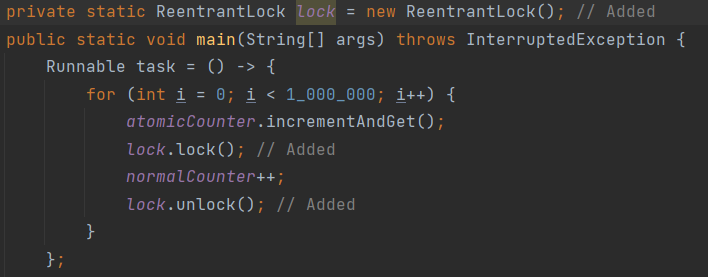 private static ReentrantLock lock = new ReentrantLock(); // Added
public static void main(String[] args) throws InterruptedException {
    Runnable task = () -> {
        for (int i = 0; i < 1_000_000; i++) {
            atomicCounter.incrementAndGet();
            lock.lock(); // Added
            normalCounter++;
            lock.unlock(); // Added
        }
    };